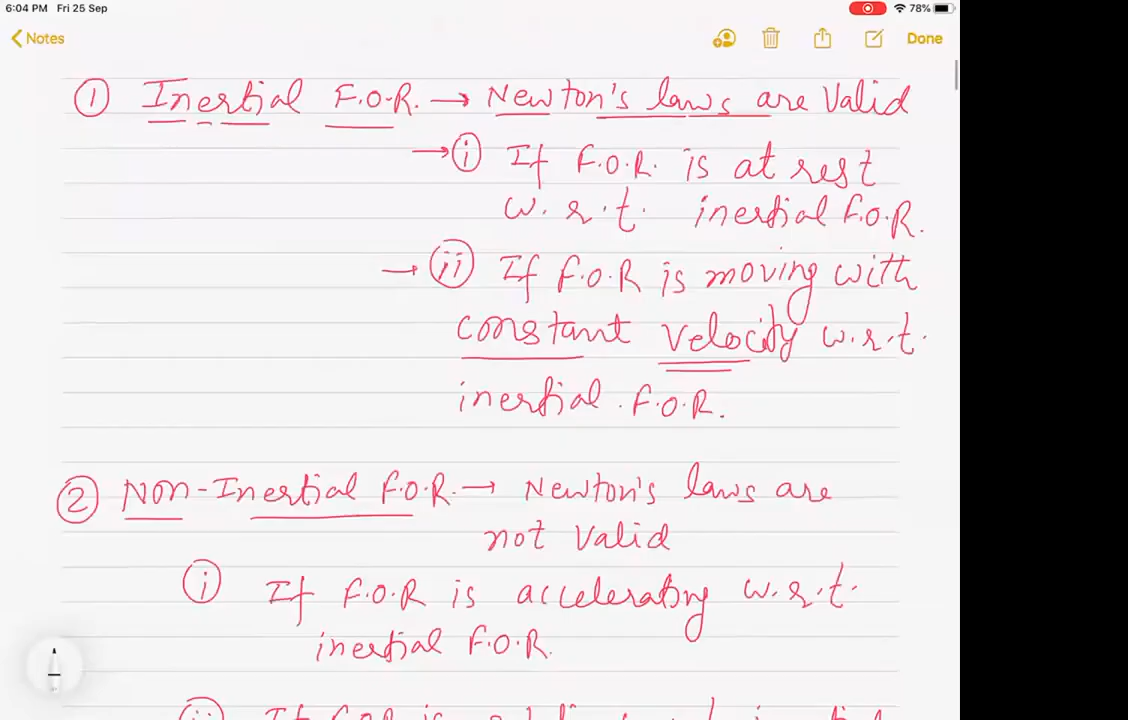 6:04 PM Fri 25 Sep
78%
Notes
Done
① Inertial F.O.R. → Newton's laws are valid
→ ⓘ If F.O.R. is at rest
w.r.t. inertial F.O.R.
→ ⓘⓘ If F.O.R is moving with
constant velocity w.r.t.
inertial F.O.R.
② Non-Inertial F.O.R. → Newton's laws are
not valid
ⓘ If F.O.R is accelerating w.r.t.
inertial F.O.R.
If F.O.R is